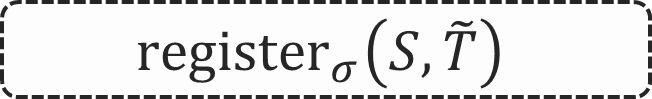 register_σ(S, T̃)